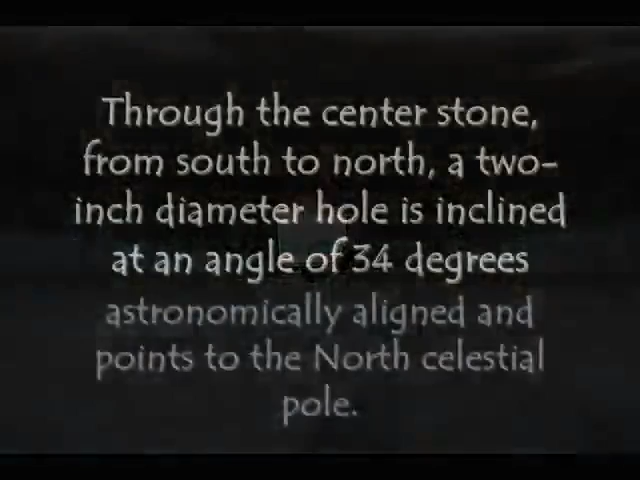 Through the center stone,
from south to north, a two-
inch diameter hole is inclined
at an angle of 34 degrees
astronomically aligned and
points to the North celestial
pole.